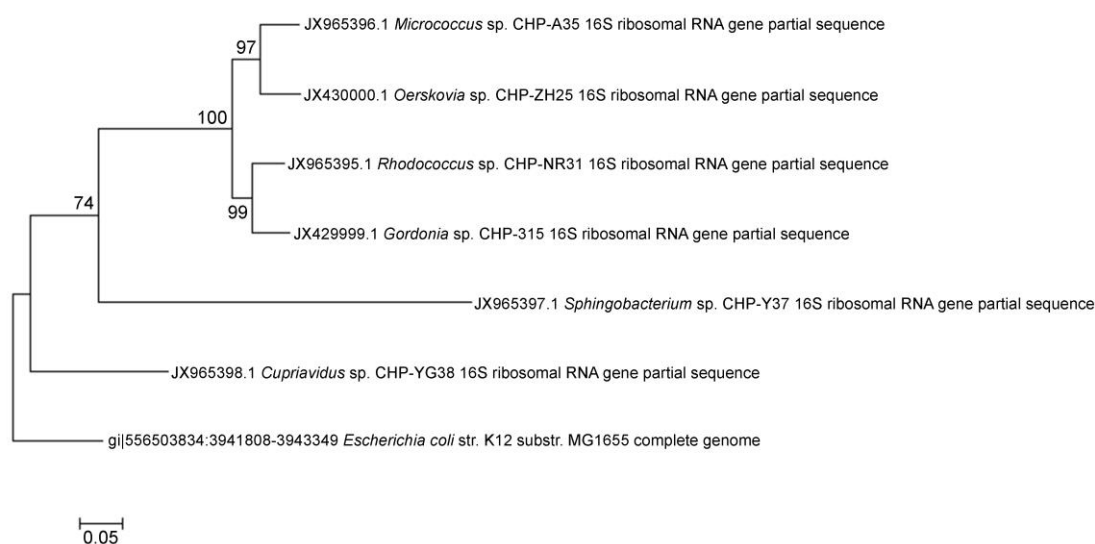 JX965396.1 Micrococcus sp. CHP-A35 16S ribosomal RNA gene partial sequence
97
JX430000.1 Oerskovia sp. CHP-ZH25 16S ribosomal RNA gene partial sequence
100
JX965395.1 Rhodococcus sp. CHP-NR31 16S ribosomal RNA gene partial sequence
74
99
JX429999.1 Gordonia sp. CHP-315 16S ribosomal RNA gene partial sequence
JX965397.1 Sphingobacterium sp. CHP-Y37 16S ribosomal RNA gene partial sequence
JX965398.1 Cupriavidus sp. CHP-YG38 16S ribosomal RNA gene partial sequence
gi|556503834:3941808-3943349 Escherichia coli str. K12 substr. MG1655 complete genome
0.05